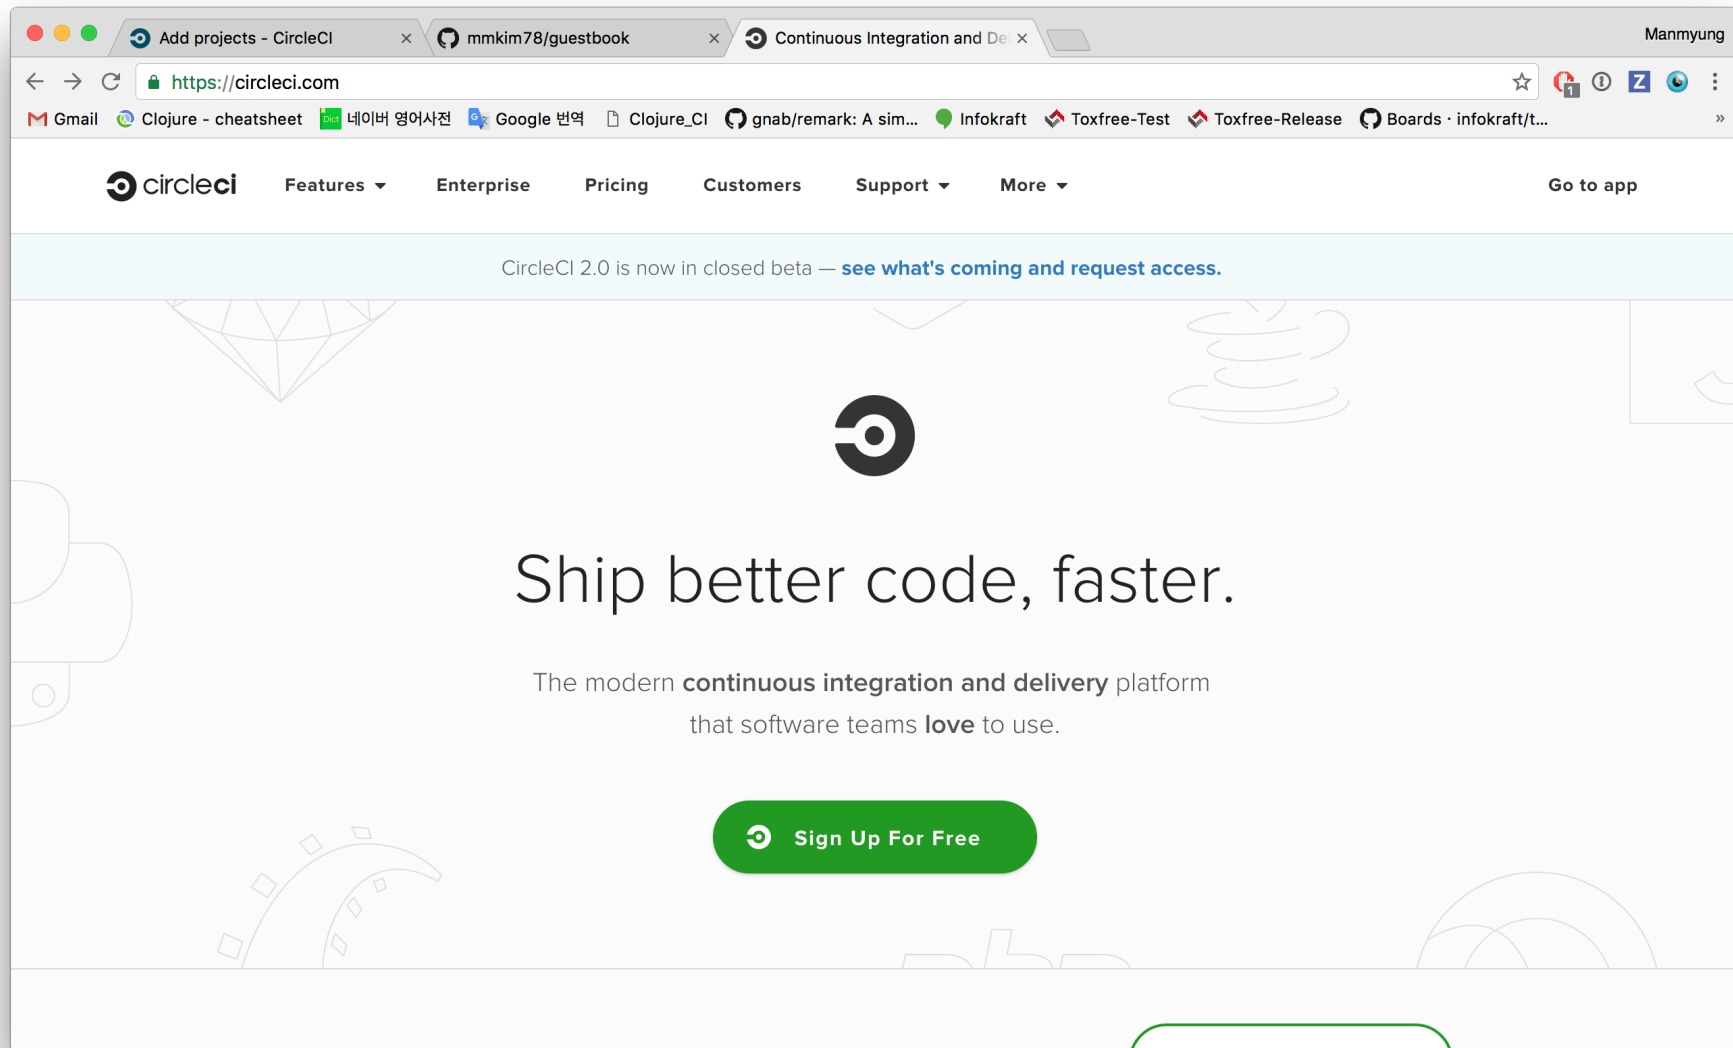 Add projects - CircleCI
mmkim78/guestbook
Continuous Integration and De
Manmyung
https://circleci.com
1
Gmail
Clojure - cheatsheet
Dict 네이버 영어사전
Google 번역
Clojure_CI
gnab/remark: A sim...
Infokraft
Toxfree-Test
Toxfree-Release
Boards · infokraft/t...
»
circleci
Features
Enterprise
Pricing
Customers
Support
More
Go to app
CircleCI 2.0 is now in closed beta — see what's coming and request access.
Ship better code, faster.
The modern continuous integration and delivery platform
that software teams love to use.
Sign Up For Free
php